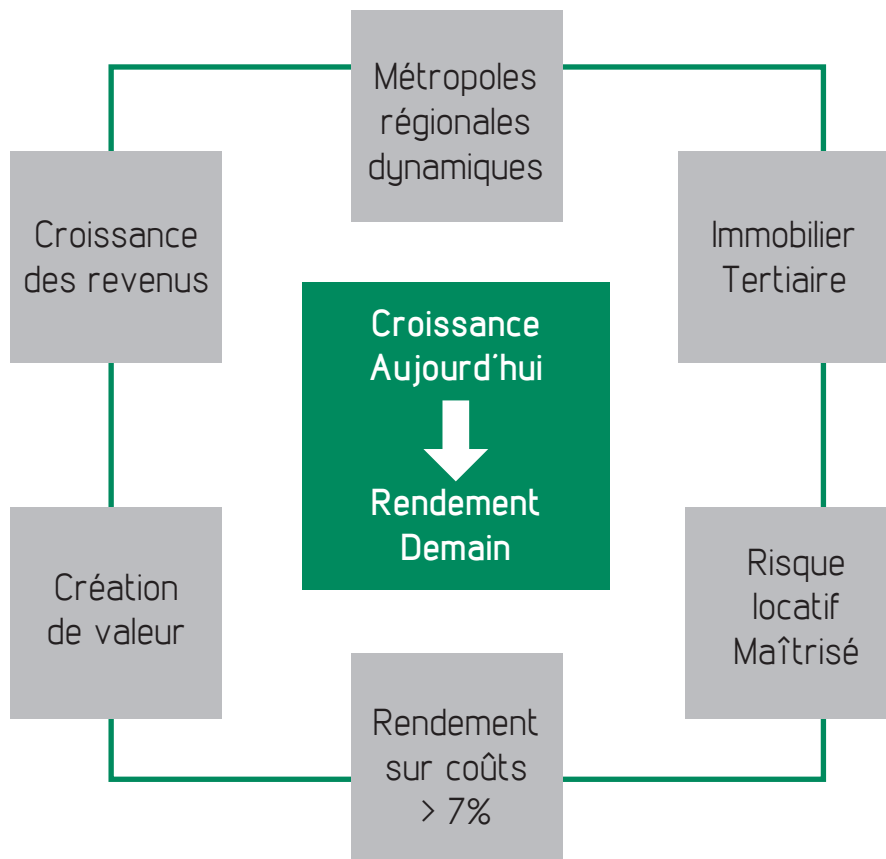 Métropoles
régionales
dynamiques
Croissance
des revenus
Immobilier
Tertiaire
Croissance
Aujourd'hui
Rendement
Demain
Création
de valeur
Risque
locatif
Maîtrisé
Rendement
sur coûts
> 7%